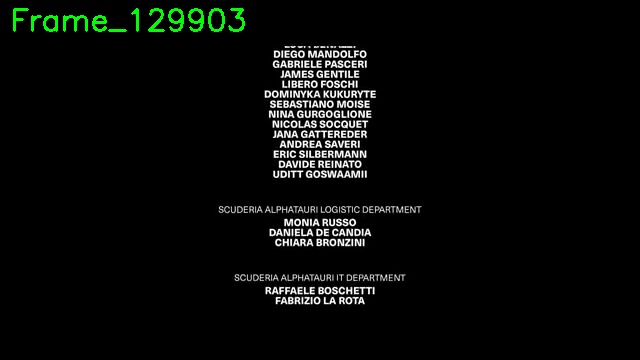 Frame_129903
DIEGO MANDOLFO
GABRIELE PASCERI
JAMES GENTILE
LIBERO FOSCHI
DOMINYKA KUKURYTE
SEBASTIANO MOISE
NINA GURGOGLIONE
NICOLAS SOCQUET
JANA GATTEREDER
ANDREA SAVERI
ERIC SILBERMANN
DAVIDE REINATO
UDITT GOSWAAMII
SCUDERIA ALPHATAURI LOGISTIC DEPARTMENT
MONIA RUSSO
DANIELA DE CANDIA
CHIARA BRONZINI
SCUDERIA ALPHATAURI IT DEPARTMENT
RAFFAELE BOSCHETTI
FABRIZIO LA ROTA